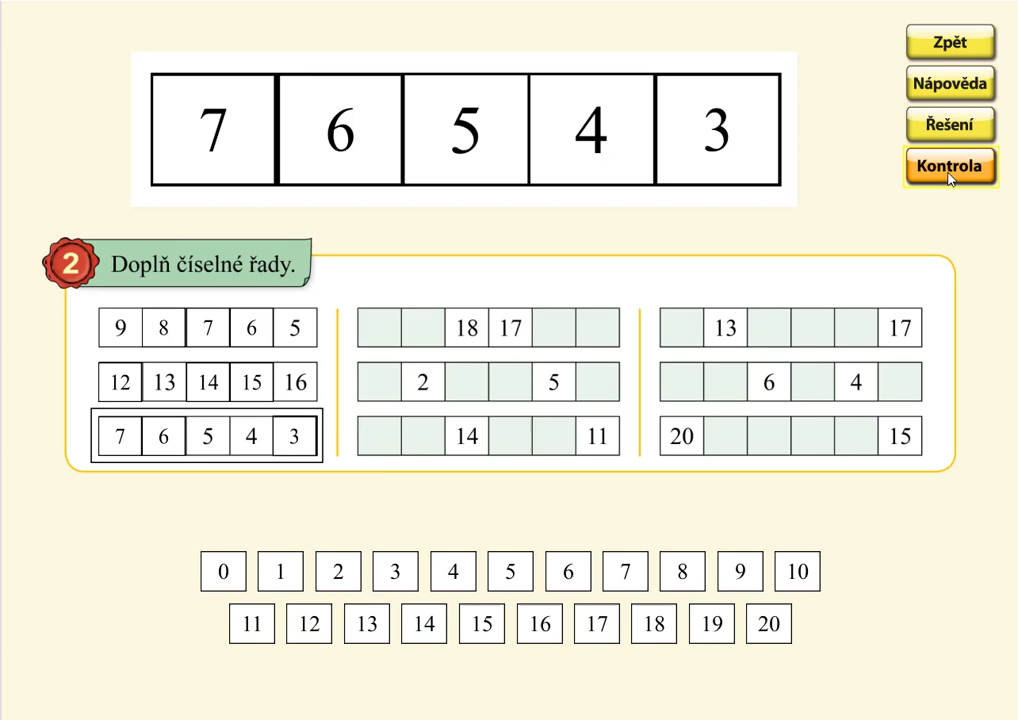 Zpět
7 6 5 4 3
Nápověda
Řešení
Kontrola
2 Doplň číselné řady.
9 8 7 6 5
18 17
13 17
12 13 14 15 16
2 5
6 4
7 6 5 4 3
14 11
20 15
0 1 2 3 4 5 6 7 8 9 10
11 12 13 14 15 16 17 18 19 20